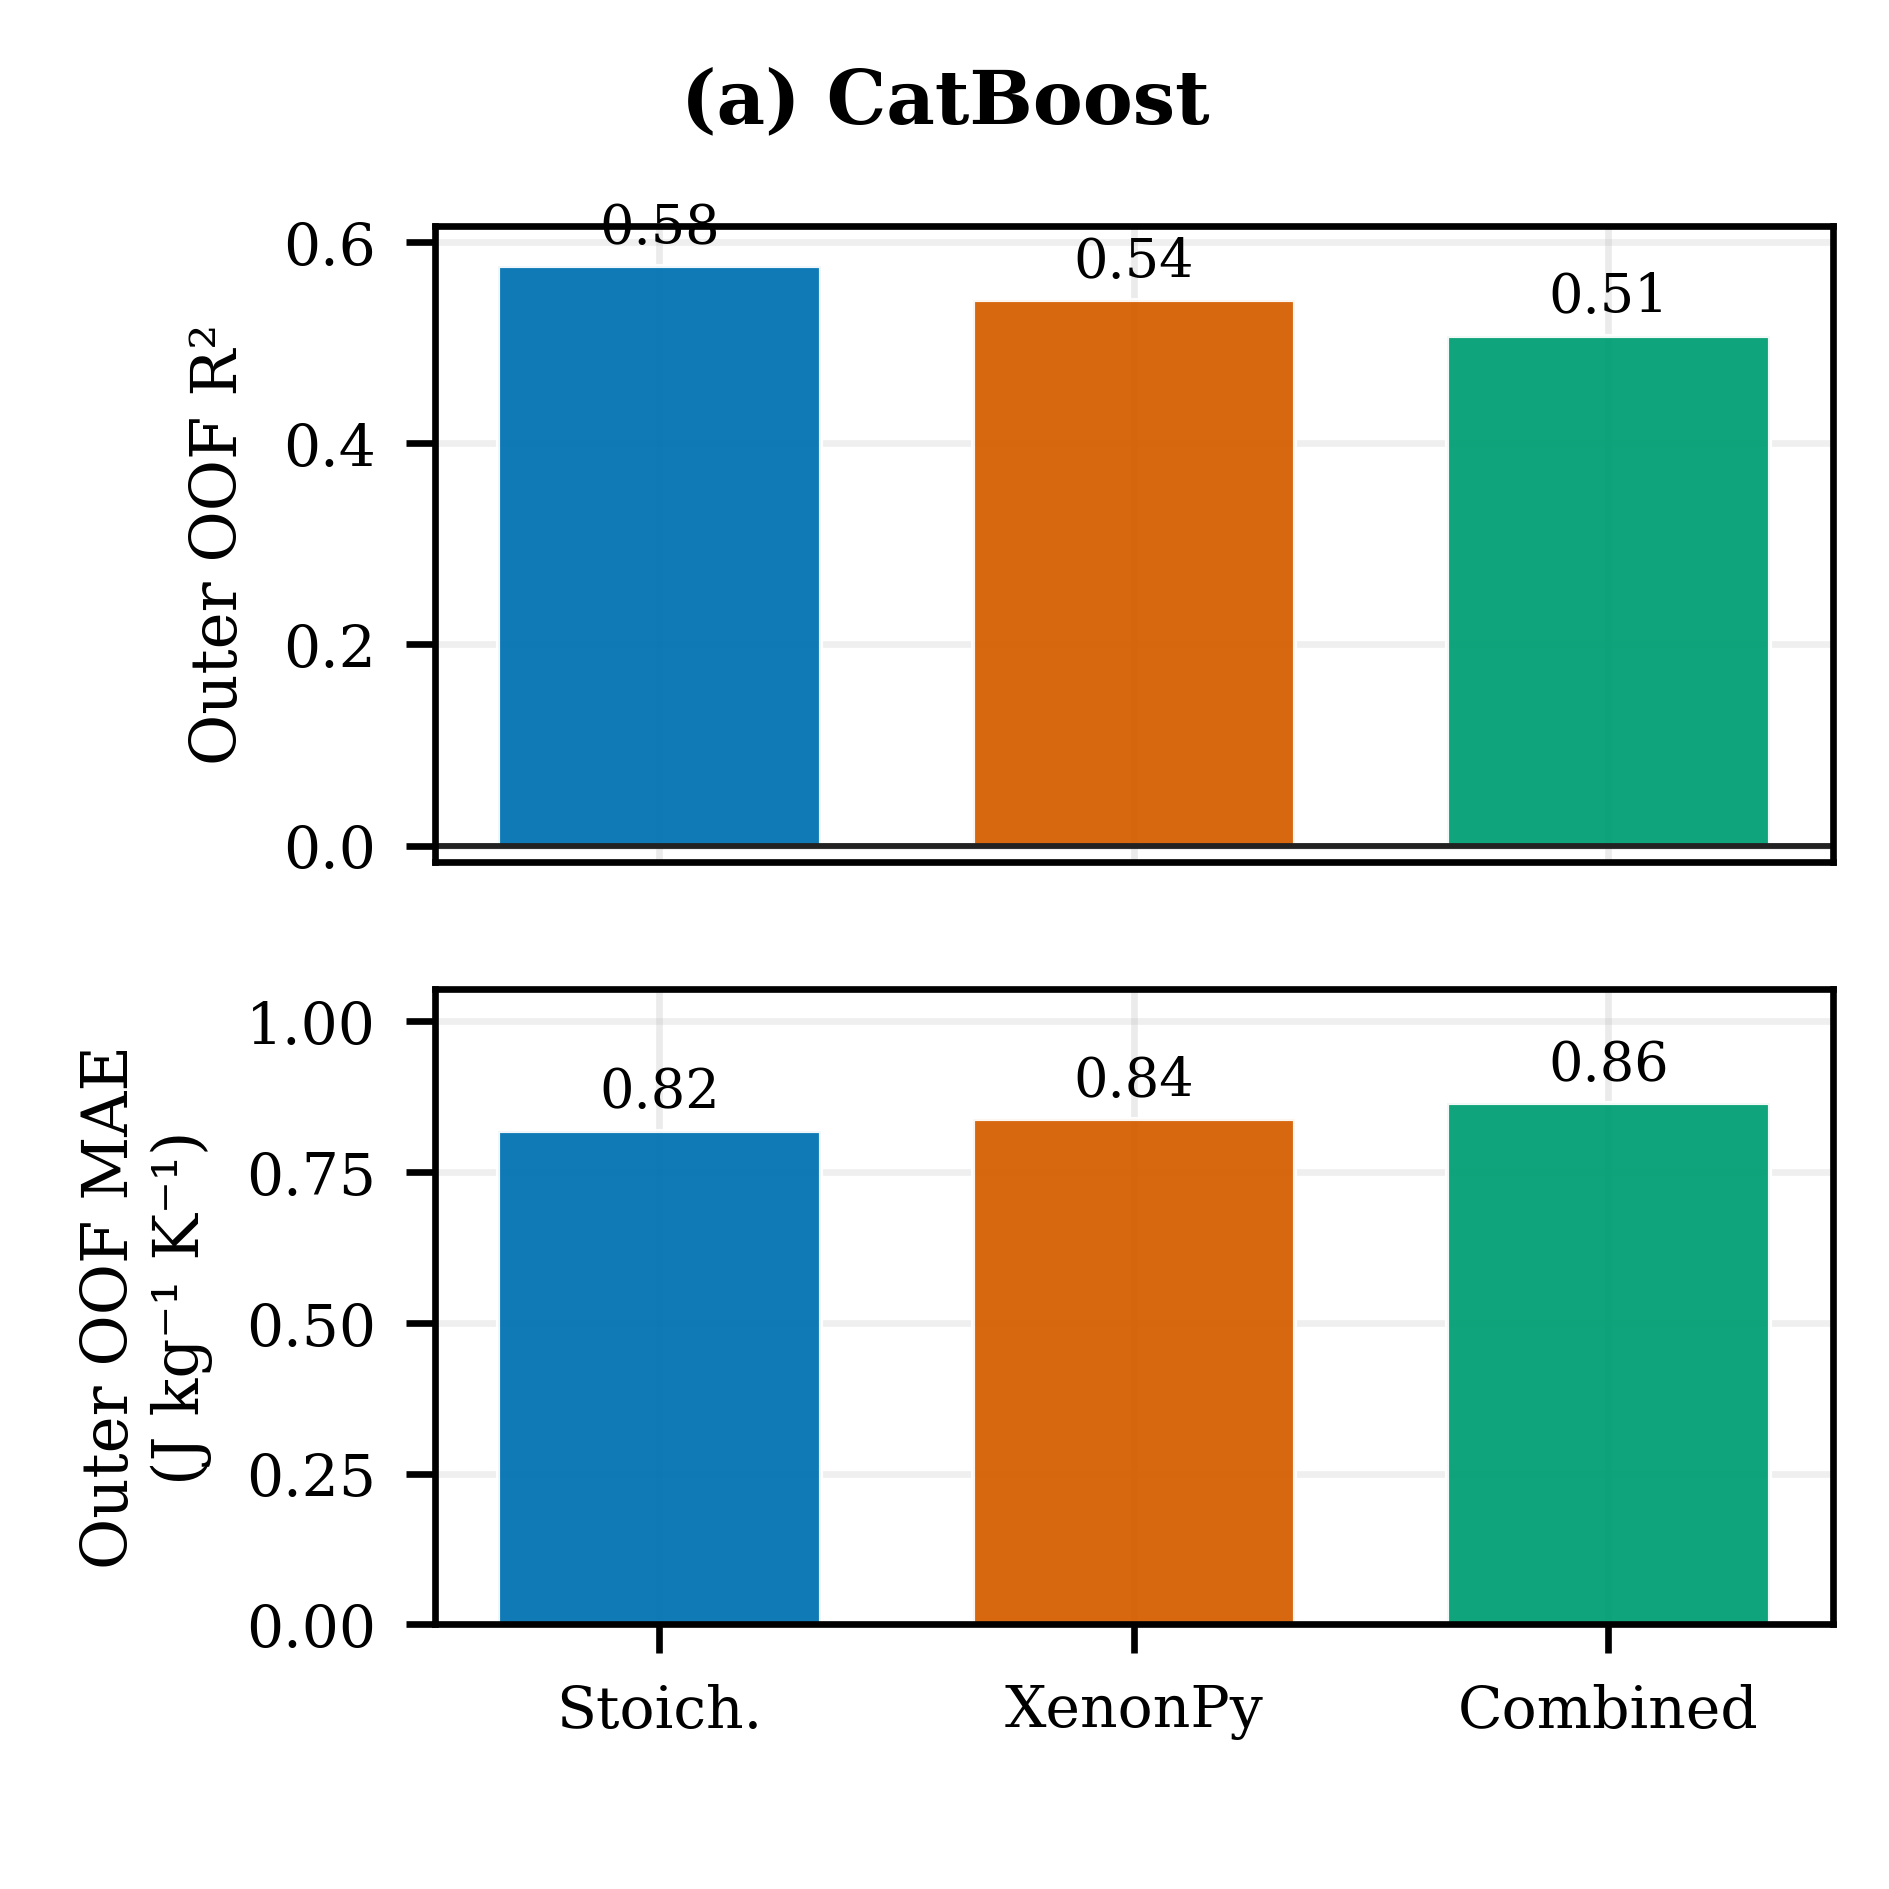 (a) CatBoost
0.58
0.54
0.51
0.6
0.4
0.2
0.0
Outer OOF R²
0.82
0.84
0.86
1.00
0.75
0.50
0.25
0.00
Outer OOF MAE
(J kg⁻¹ K⁻¹)
Stoich.
XenonPy
Combined